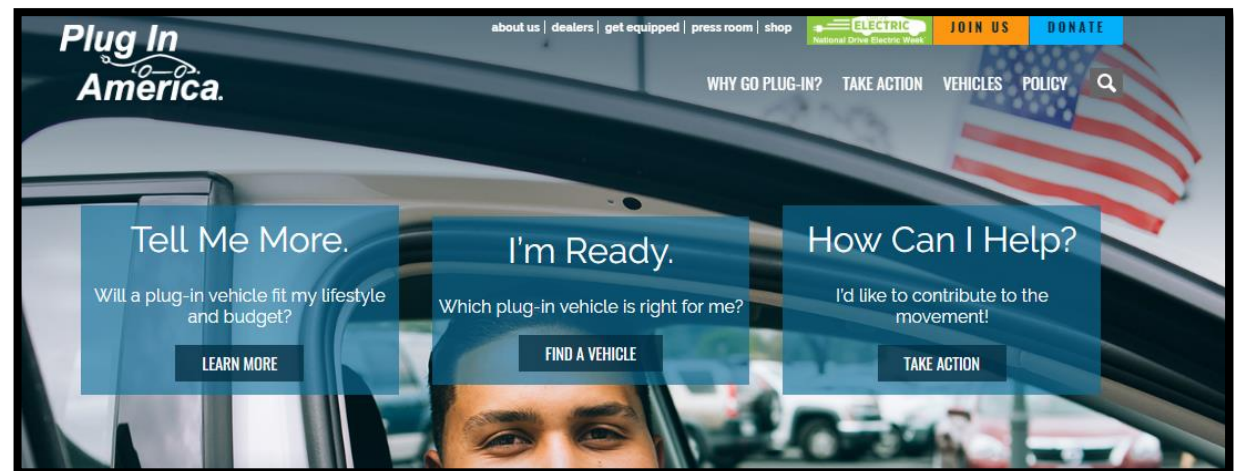 Plug In
America.
about us | dealers | get equipped | press room | shop
ELECTRIC
National Drive Electric Week
JOIN US
DONATE
WHY GO PLUG-IN? TAKE ACTION VEHICLES POLICY
Tell Me More.
Will a plug-in vehicle fit my lifestyle
and budget?
LEARN MORE
I'm Ready.
Which plug-in vehicle is right for me?
FIND A VEHICLE
How Can I Help?
I'd like to contribute to the
movement!
TAKE ACTION